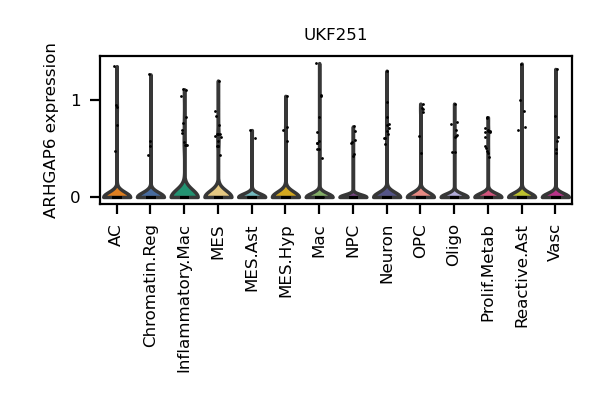 UKF251
ARHGAP6 expression
1
0
AC
Chromatin.Reg
Inflammatory.Mac
MES
MES.Ast
MES.Hyp
Mac
NPC
Neuron
OPC
Oligo
Prolif.Metab
Reactive.Ast
Vasc